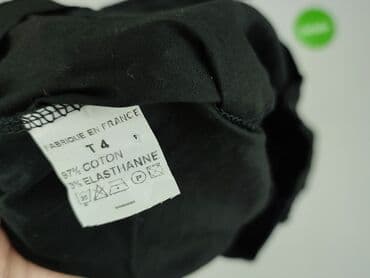 FABRIQUE EN FRANCE
T 4
97% COTON
3% ELASTHANNE